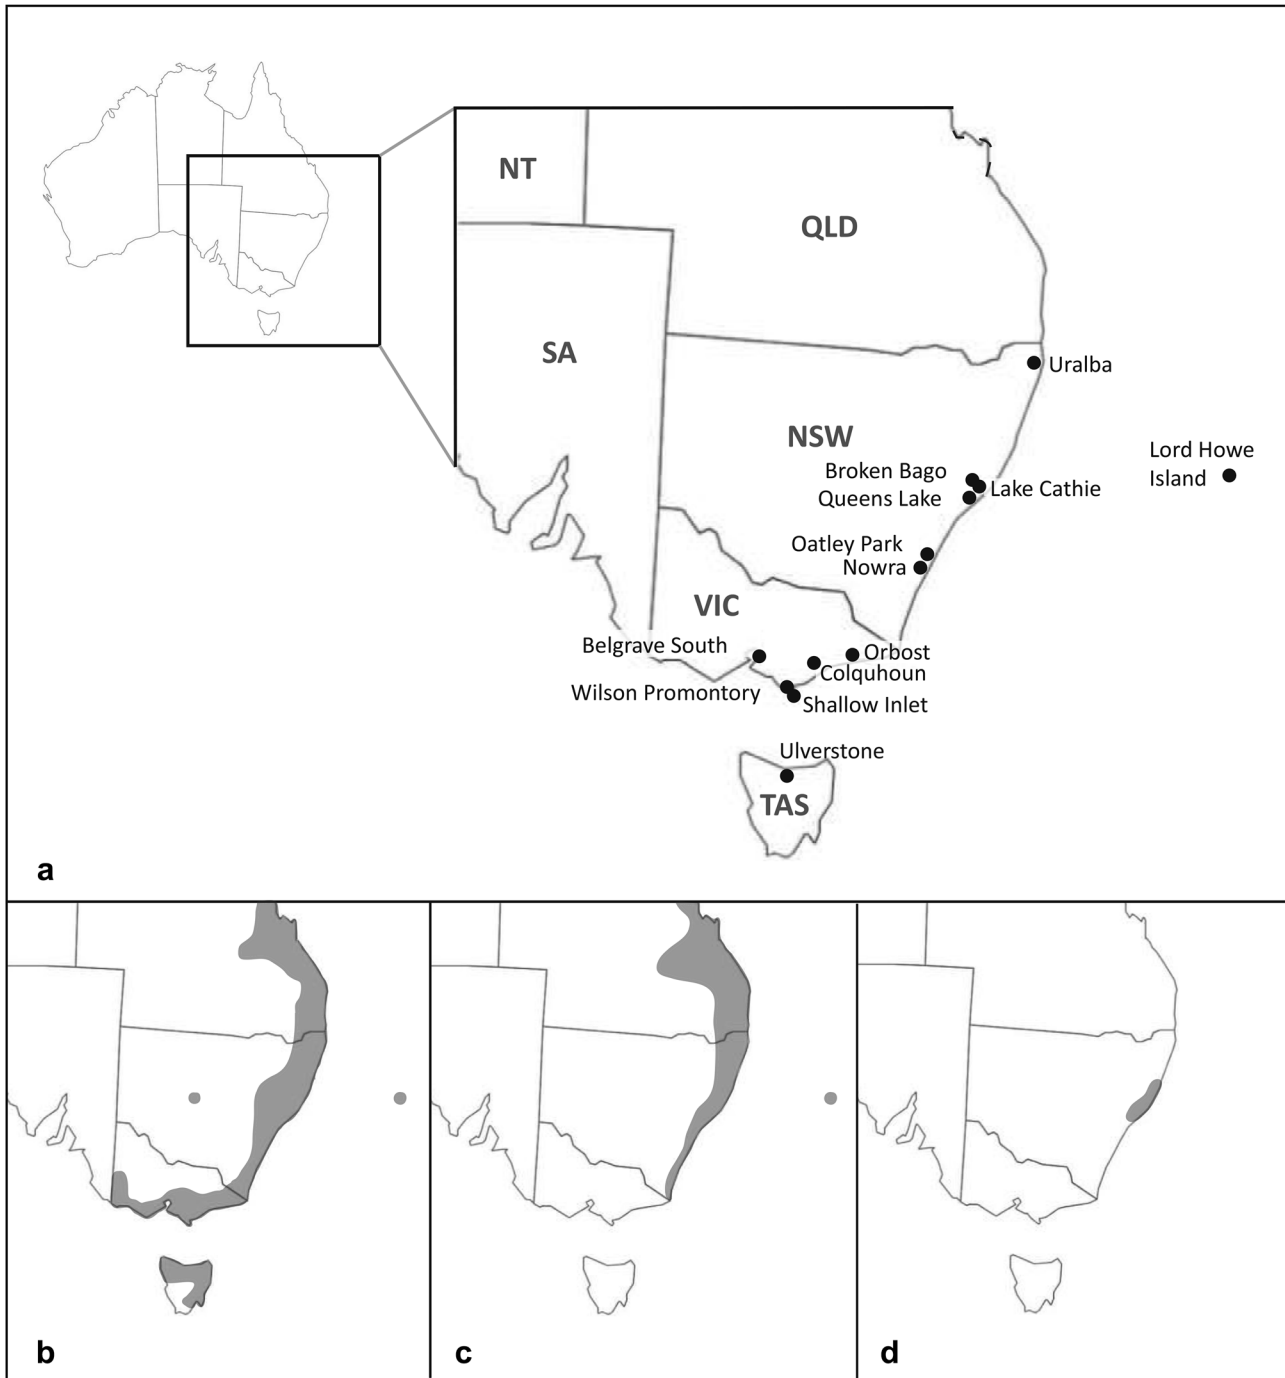 NT
QLD
SA
Uralba
NSW
Lord Howe
Island
Broken Bago
Lake Cathie
Queens Lake
Oatley Park
Nowra
VIC
Belgrave South
Orbost
Colquhoun
Wilson Promontory
Shallow Inlet
Ulverstone
TAS
a
b
c
d